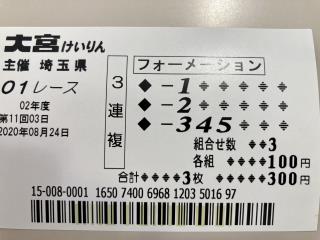 大宮けいりん
主催 埼玉県
01レース
02年度
第11回03日
2020年08月24日
3連複
フォーメーション
◆-1◆◆◆◆◆
◆-2◆◆◆◆◆
◆-345◆◆◆
組合せ数 ◆◆3
各組 ◆◆◆◆100円
合計◆◆◆3枚 ◆◆◆◆300円
15-008-0001 1650 7400 6968 1203 5016 97